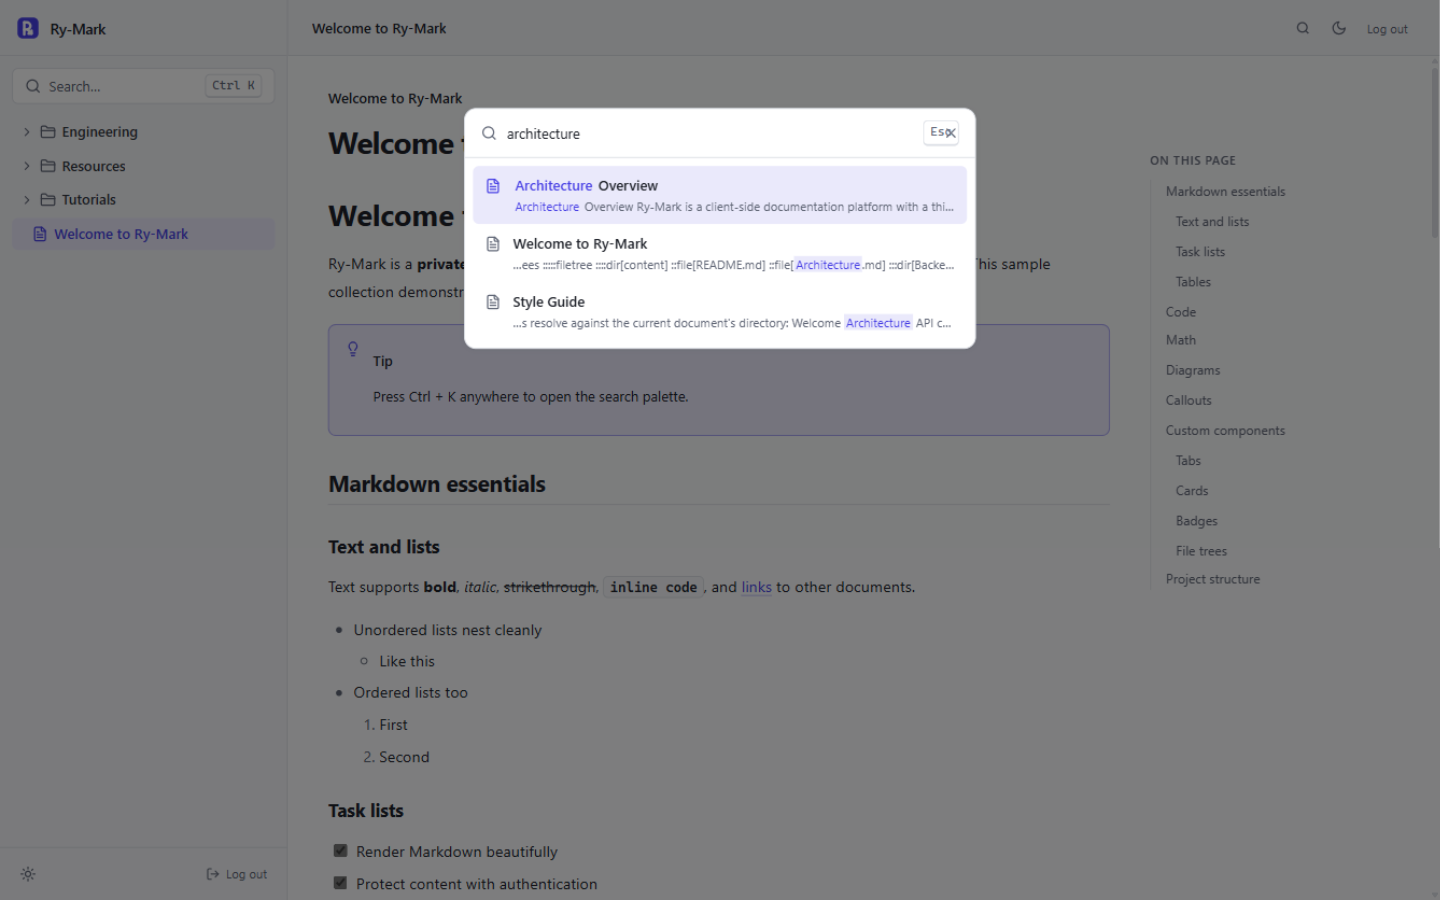 Ry-Mark
Welcome to Ry-Mark
Log out
Search...
Ctrl K
Engineering
Resources
Tutorials
Welcome to Ry-Mark
Log out
Welcome to Ry-Mark
Welcome
Welcome
Ry-Mark is a private
This sample
collection
architecture
Esc
Architecture Overview
Architecture Overview Ry-Mark is a client-side documentation platform with a thi...
Welcome to Ry-Mark
...ees :::::filetree ::::dir[content] ::file[README.md] ::file[Architecture.md] :::dir[Backe...
Style Guide
...s resolve against the current document's directory: Welcome Architecture API c...
Tip
Press Ctrl + K anywhere to open the search palette.
Markdown essentials
Text and lists
Text supports bold, italic, strikethrough, inline code, and links to other documents.
• Unordered lists nest cleanly
◦ Like this
• Ordered lists too
1. First
2. Second
Task lists
Render Markdown beautifully
Protect content with authentication
ON THIS PAGE
Markdown essentials
Text and lists
Task lists
Tables
Code
Math
Diagrams
Callouts
Custom components
Tabs
Cards
Badges
File trees
Project structure